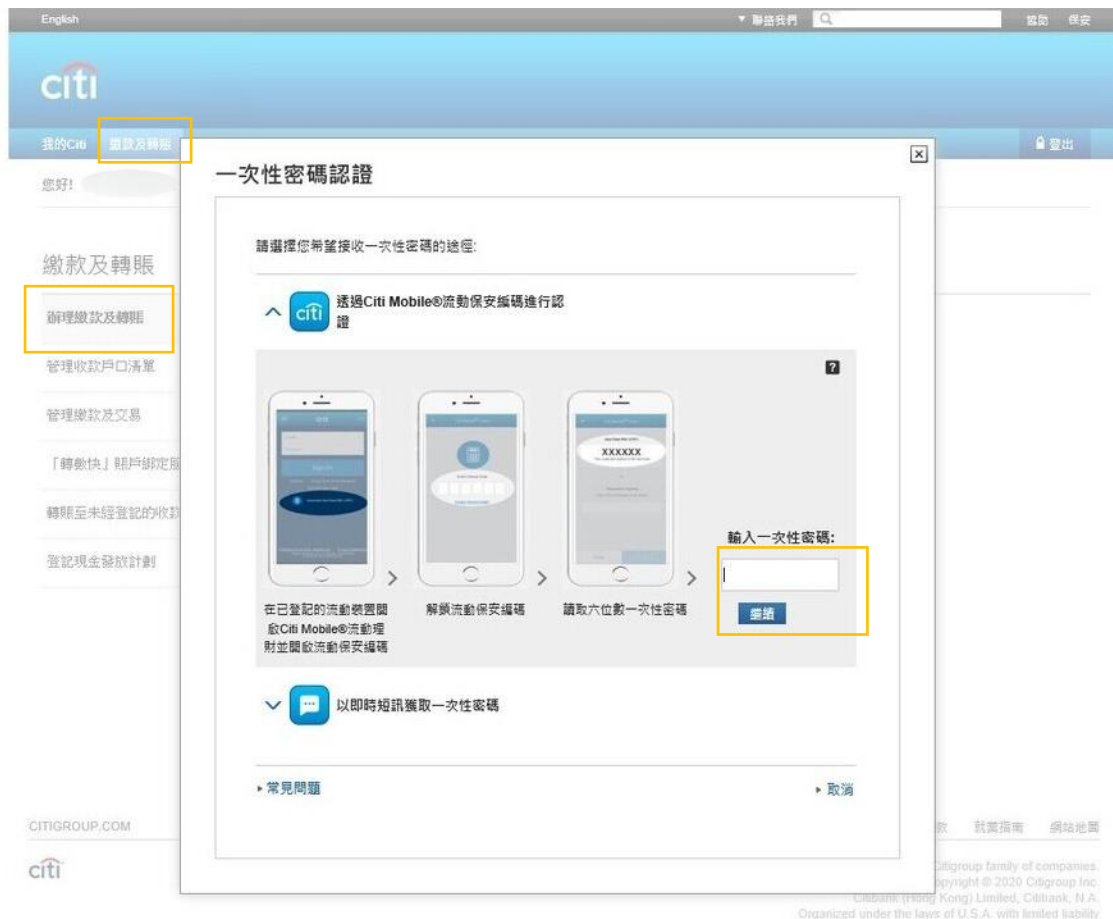 English
聯絡我們
協助 保安
citi
我的Citi 繳款及轉賬
登出
您好!
一次性密碼認證
請選擇您希望接收一次性密碼的途徑:
繳款及轉賬
透過Citi Mobile®流動保安編碼進行認
證
辦理繳款及轉賬
管理收款戶口清單
管理繳款及交易
「轉數快」賬戶綁定服
轉賬至未經登記的收款
登記現金發放計劃
citi
XXXXXX
輸入一次性密碼:
在已登記的流動裝置開
啟Citi Mobile®流動理
財並開啟流動保安編碼
解鎖流動保安編碼
讀取六位數一次性密碼
繼續
以即時短訊獲取一次性密碼
常見問題
取消
CITIGROUP.COM
款 就業指南 網站地圖
citi
Citigroup family of companies.
opyright © 2020 Citigroup Inc.
Citibank (Hong Kong) Limited, Citibank, N.A.
Organized under the laws of U.S.A. with limited liability